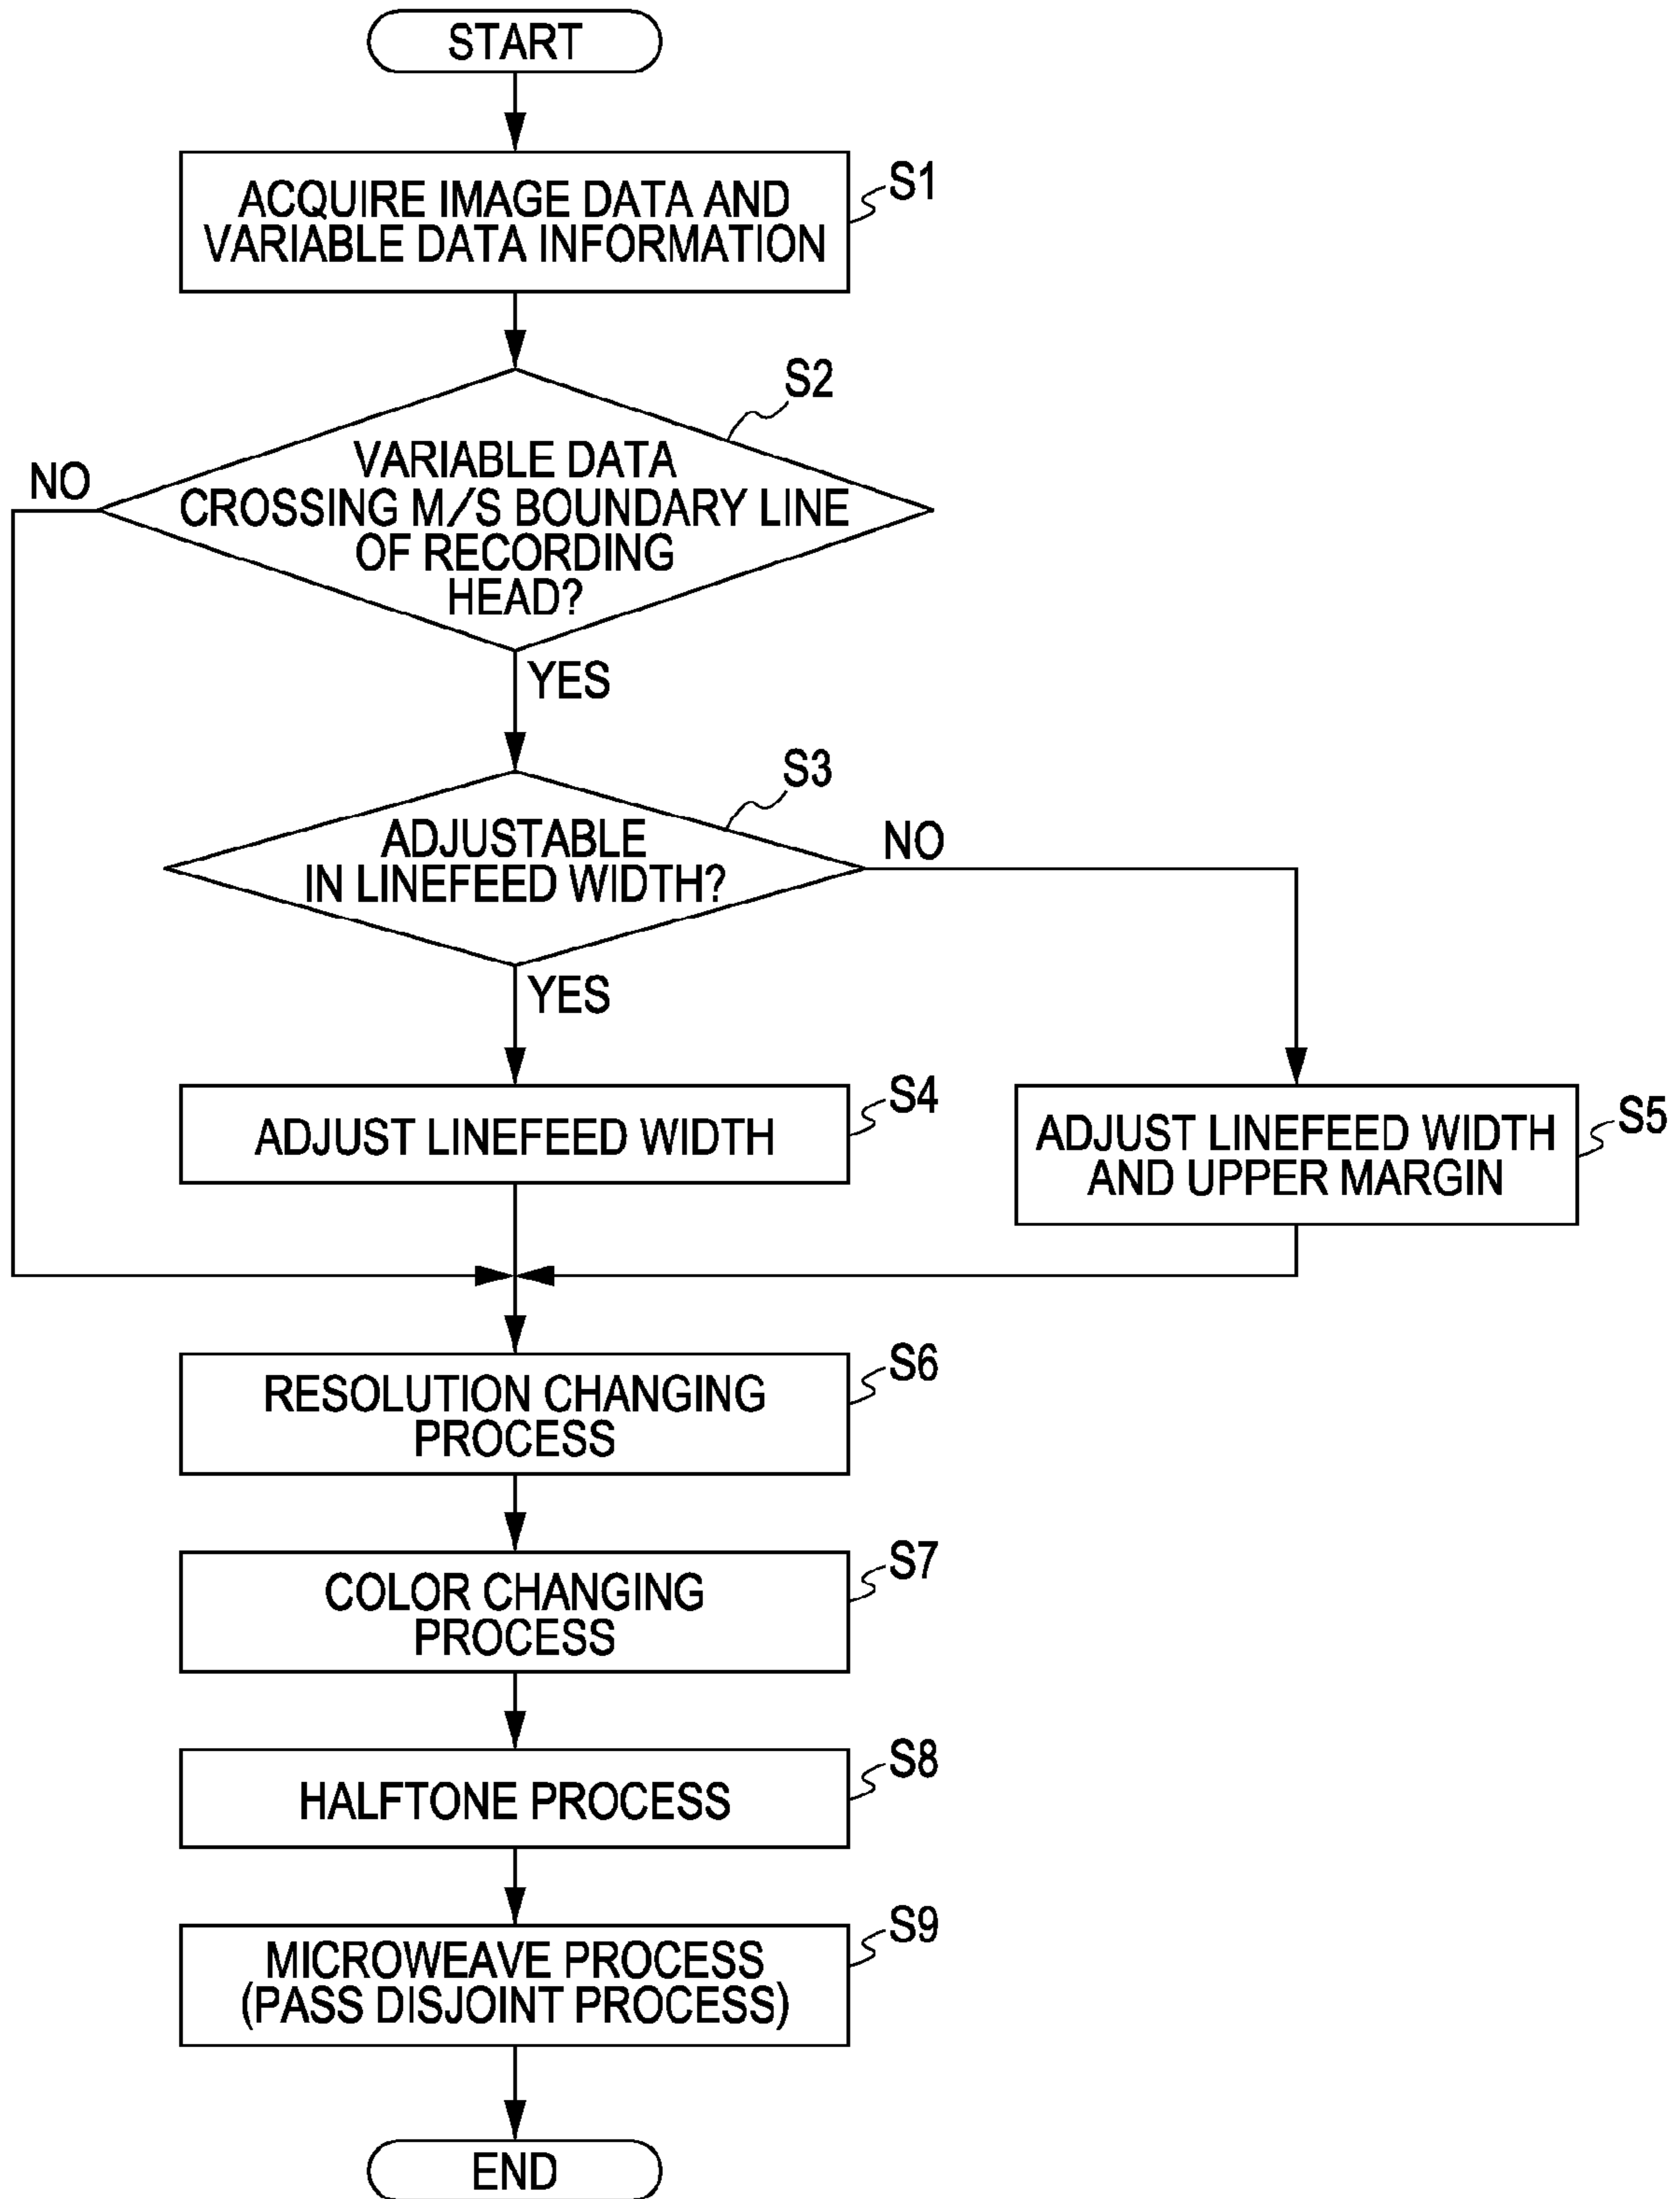 START
ACQUIRE IMAGE DATA AND
VARIABLE DATA INFORMATION
S1
S2
VARIABLE DATA
CROSSING M/S BOUNDARY LINE
OF RECORDING
HEAD?
NO
YES
S3
ADJUSTABLE
IN LINEFEED WIDTH?
NO
YES
ADJUST LINEFEED WIDTH
S4
ADJUST LINEFEED WIDTH
AND UPPER MARGIN
S5
RESOLUTION CHANGING
PROCESS
S6
COLOR CHANGING
PROCESS
S7
HALFTONE PROCESS
S8
MICROWEAVE PROCESS
(PASS DISJOINT PROCESS)
S9
END